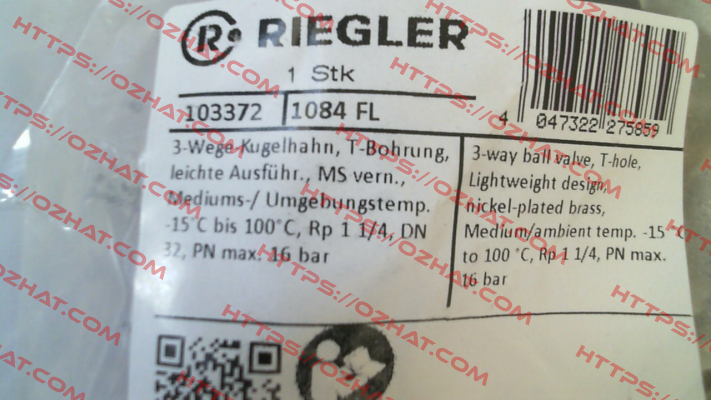 RIEGLER
1 Stk
103372 1084 FL
4 047322 275859
3-Wege-Kugelhahn, T-Bohrung,
leichte Ausführ., MS vern.,
Mediums-/ Umgebungstemp.
-15°C bis 100°C, Rp 1 1/4, DN
32, PN max. 16 bar
3-way ball valve, T-hole,
Lightweight design,
nickel-plated brass,
Medium/ambient temp. -15°C
to 100 °C, Rp 1 1/4, PN max.
16 bar
HTTPS://OZHAT.COM